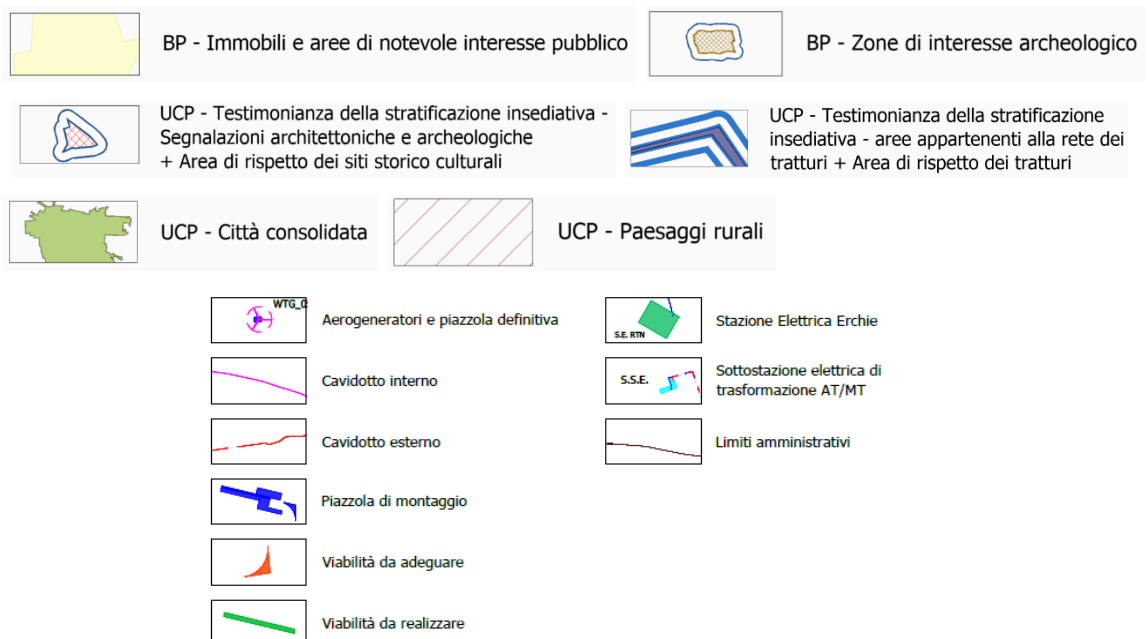 BP - Immobili e aree di notevole interesse pubblico
BP - Zone di interesse archeologico
UCP - Testimonianza della stratificazione insediativa -
Segnalazioni architettoniche e archeologiche
+ Area di rispetto dei siti storico culturali
UCP - Testimonianza della stratificazione
insediativa - aree appartenenti alla rete dei
tratturi + Area di rispetto dei tratturi
UCP - Città consolidata
UCP - Paesaggi rurali
WTG_0
Aerogeneratori e piazzola definitiva
S.E. RTN
Stazione Elettrica Erchie
Cavidotto interno
S.S.E.
Sottostazione elettrica di
trasformazione AT/MT
Cavidotto esterno
Limiti amministrativi
Piazzola di montaggio
Viabilità da adeguare
Viabilità da realizzare